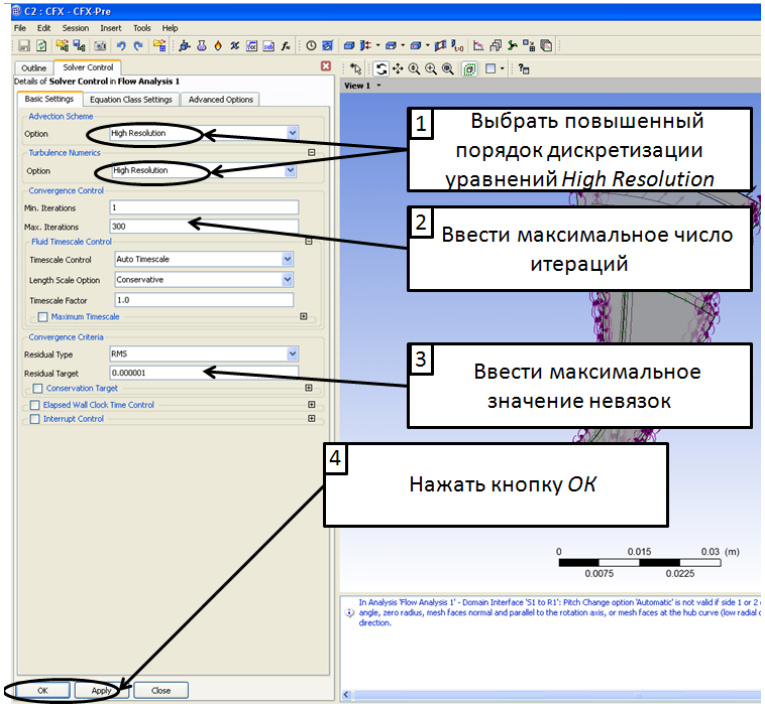 C2 : CFX - CFX-Pre
File Edit Session Insert Tools Help
Outline Solver Control
Details of Solver Control in Flow Analysis 1
Basic Settings Equation Class Settings Advanced Options
Advection Scheme
Option High Resolution
Turbulence Numerics
Option High Resolution
Convergence Control
Min. Iterations 1
Max. Iterations 300
Fluid Timescale Control
Timescale Control Auto Timescale
Length Scale Option Conservative
Timescale Factor 1.0
Maximum Timescale
Convergence Criteria
Residual Type RMS
Residual Target 0.000001
Conservation Target
Elapsed Wall Clock Time Control
Interrupt Control
OK Apply Close
View 1
1
Выбрать повышенный
порядок дискретизации
уравнений High Resolution
2
Ввести максимальное число
итераций
3
Ввести максимальное
значение невязок
4
Нажать кнопку ОК
0 0.015 0.03 (m)
0.0075 0.0225
In Analysis 'Flow Analysis 1' - Domain Interface 'S1 to R1': Pitch Change option 'Automatic' is not valid if side 1 or 2
angle, zero radius, mesh faces normal and parallel to the rotation axis, or mesh faces at the hub curve (low radial
direction.